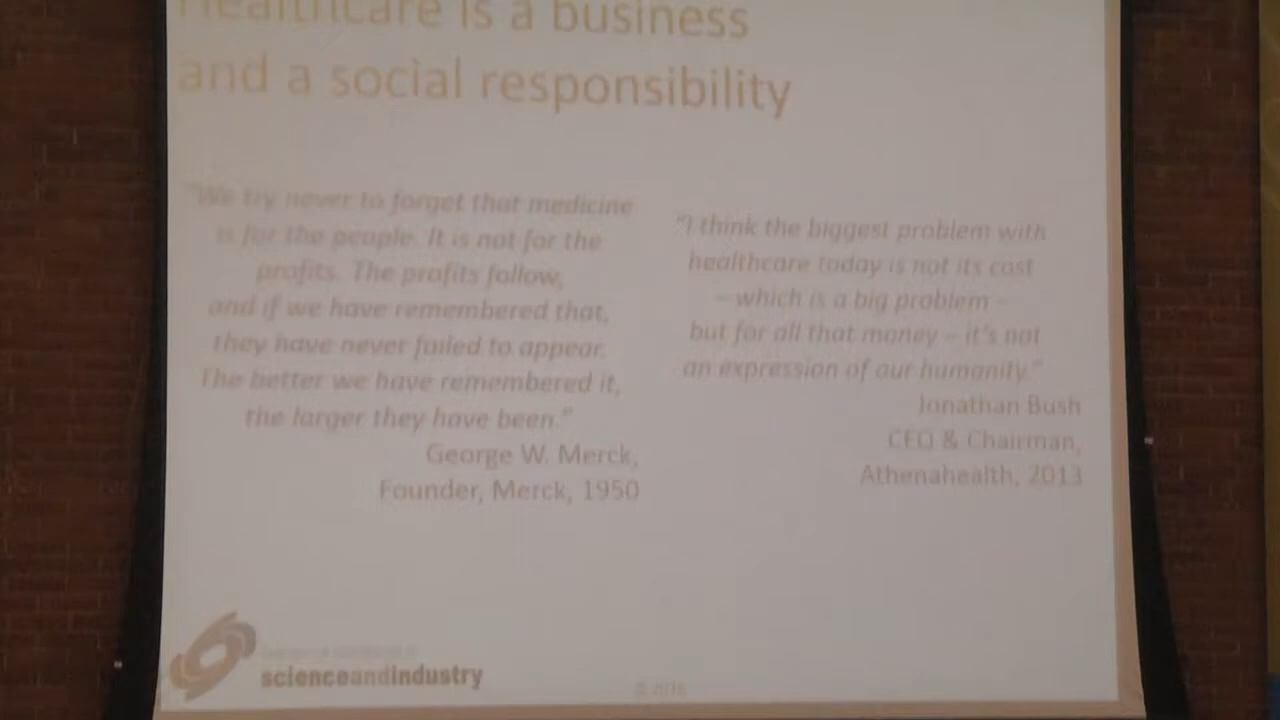 Healthcare is a business
and a social responsibility
"We try never to forget that medicine
is for the people. It is not for the
profits. The profits follow,
and if we have remembered that,
they have never failed to appear.
The better we have remembered it,
the larger they have been."
George W. Merck,
Founder, Merck, 1950
"I think the biggest problem with
healthcare today is not its cost
– which is a big problem –
but for all that money – it's not
an expression of our humanity."
Jonathan Bush
CEO & Chairman,
Athenahealth, 2013
scienceandindustry